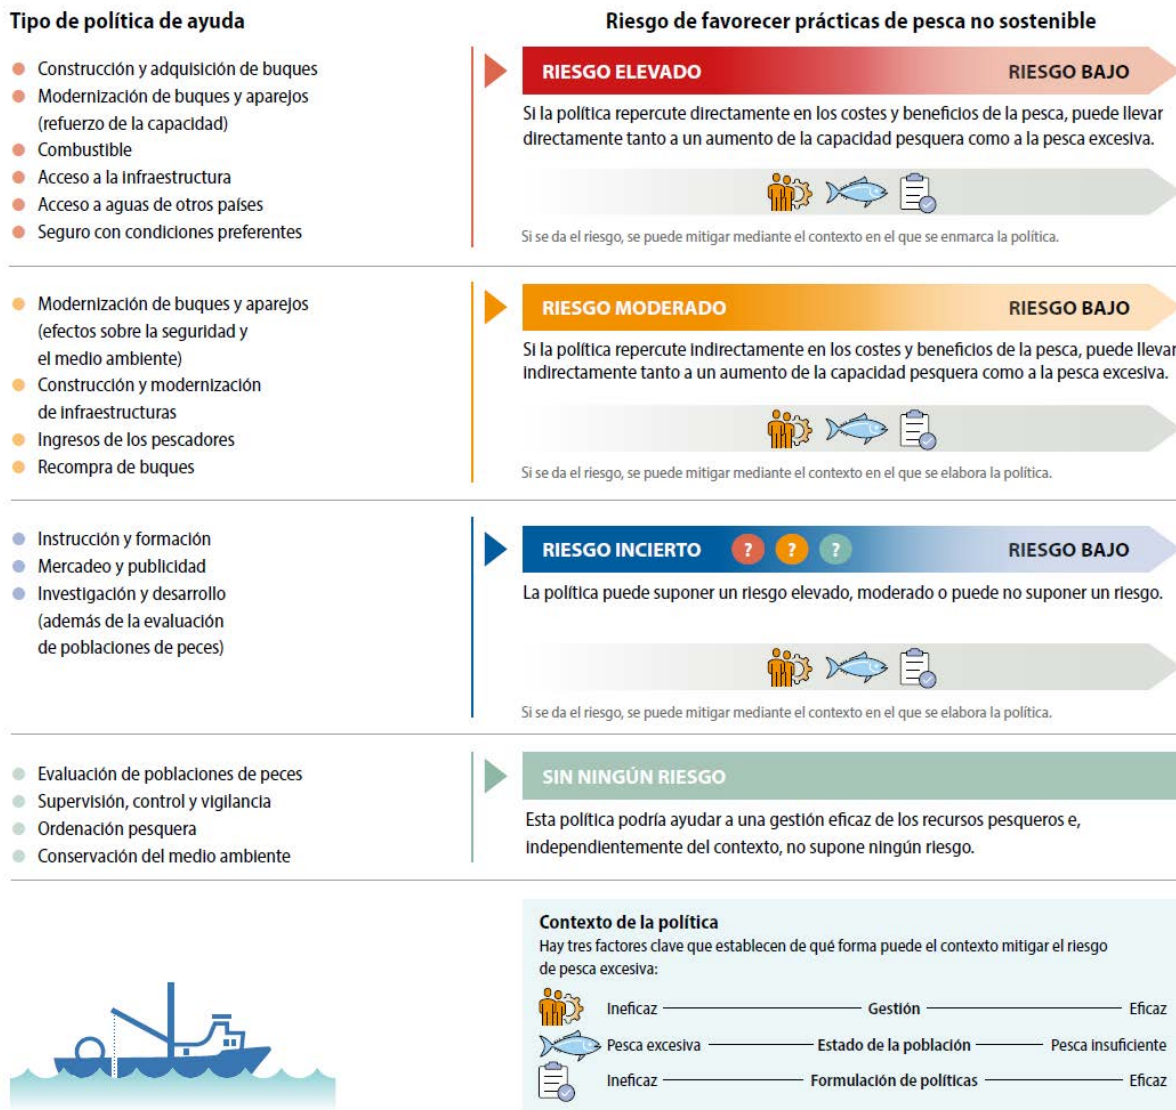 Tipo de política de ayuda
Riesgo de favorecer prácticas de pesca no sostenible
Construcción y adquisición de buques
Modernización de buques y aparejos
(refuerzo de la capacidad)
Combustible
Acceso a la infraestructura
Acceso a aguas de otros países
Seguro con condiciones preferentes
RIESGO ELEVADO
RIESGO BAJO
Si la política repercute directamente en los costes y beneficios de la pesca, puede llevar
directamente tanto a un aumento de la capacidad pesquera como a la pesca excesiva.
Si se da el riesgo, se puede mitigar mediante el contexto en el que se enmarca la política.
Modernización de buques y aparejos
(efectos sobre la seguridad y
el medio ambiente)
Construcción y modernización
de infraestructuras
Ingresos de los pescadores
Recompra de buques
RIESGO MODERADO
RIESGO BAJO
Si la política repercute indirectamente en los costes y beneficios de la pesca, puede llevar
indirectamente tanto a un aumento de la capacidad pesquera como a la pesca excesiva.
Si se da el riesgo, se puede mitigar mediante el contexto en el que se elabora la política.
Instrucción y formación
Mercadeo y publicidad
Investigación y desarrollo
(además de la evaluación
de poblaciones de peces)
RIESGO INCIERTO ? ? ?
RIESGO BAJO
La política puede suponer un riesgo elevado, moderado o puede no suponer un riesgo.
Si se da el riesgo, se puede mitigar mediante el contexto en el que se elabora la política.
Evaluación de poblaciones de peces
Supervisión, control y vigilancia
Ordenación pesquera
Conservación del medio ambiente
SIN NINGÚN RIESGO
Esta política podría ayudar a una gestión eficaz de los recursos pesqueros e,
independientemente del contexto, no supone ningún riesgo.
Contexto de la política
Hay tres factores clave que establecen de qué forma puede el contexto mitigar el riesgo
de pesca excesiva:
Ineficaz Gestión Eficaz
Pesca excesiva Estado de la población Pesca insuficiente
Ineficaz Formulación de políticas Eficaz